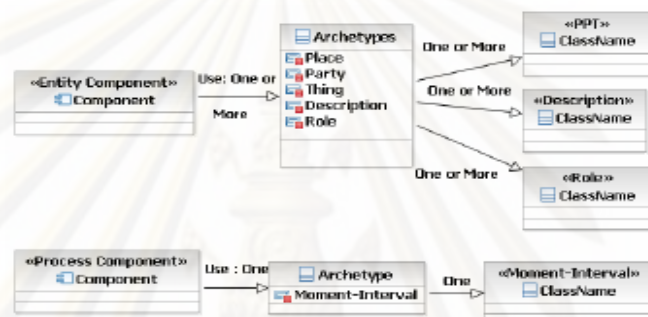 «Entity Component»
Component
Use: One or
More
Archetypes
Place
Party
Thing
Description
Role
One or More
One or More
One or More
«PPT»
ClassName
«Description»
ClassName
«Role»
ClassName
«Process Component»
Component
Use : One
Archetype
Moment-Interval
One
«Moment-Interval»
ClassName